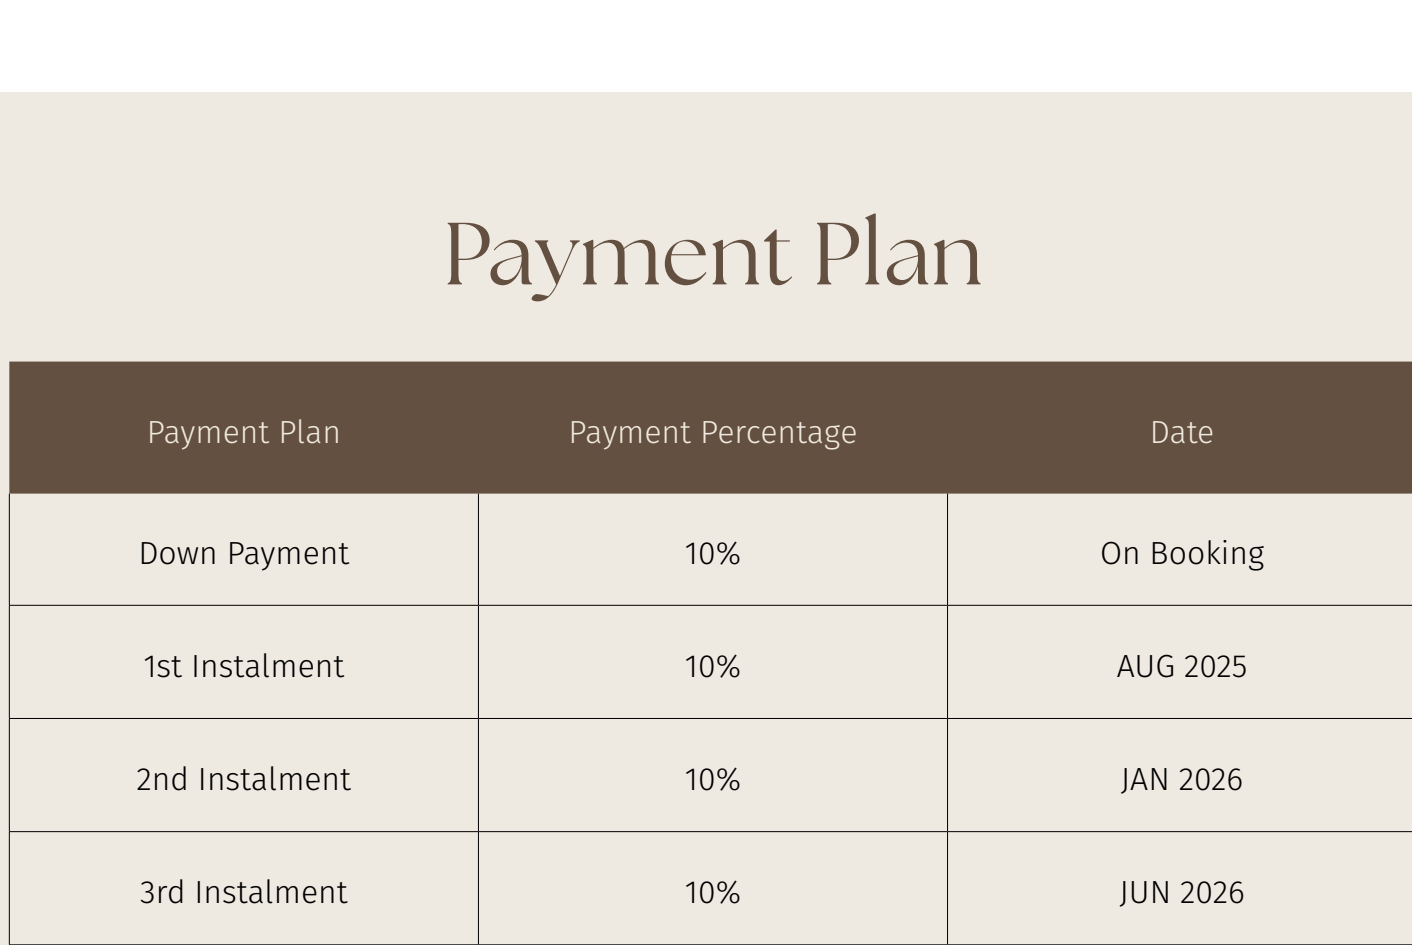 Payment Plan
Payment Plan Payment Percentage Date
Down Payment 10% On Booking
1st Instalment 10% AUG 2025
2nd Instalment 10% JAN 2026
3rd Instalment 10% JUN 2026